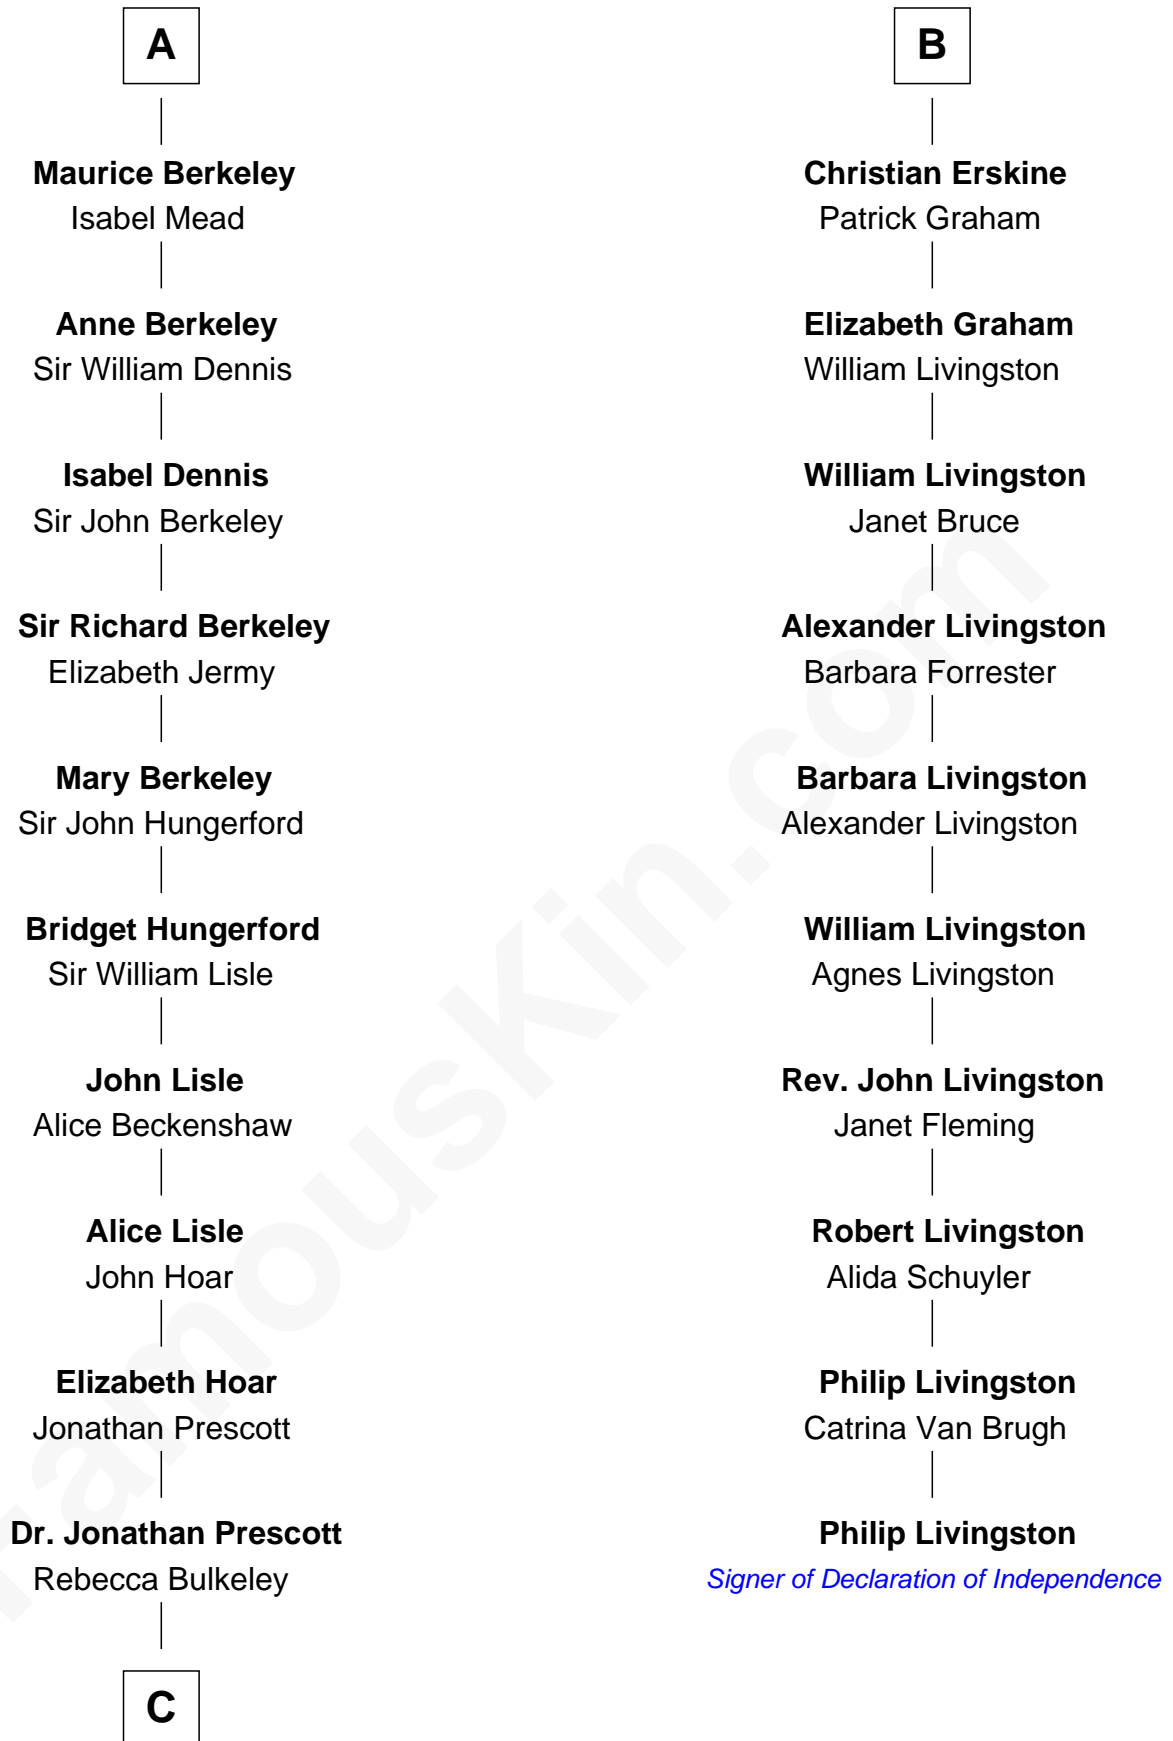 A
Maurice Berkeley
Isabel Mead
Anne Berkeley
Sir William Dennis
Isabel Dennis
Sir John Berkeley
Sir Richard Berkeley
Elizabeth Jermy
Mary Berkeley
Sir John Hungerford
Bridget Hungerford
Sir William Lisle
John Lisle
Alice Beckenshaw
Alice Lisle
John Hoar
Elizabeth Hoar
Jonathan Prescott
Dr. Jonathan Prescott
Rebecca Bulkeley
C
B
Christian Erskine
Patrick Graham
Elizabeth Graham
William Livingston
William Livingston
Janet Bruce
Alexander Livingston
Barbara Forrester
Barbara Livingston
Alexander Livingston
William Livingston
Agnes Livingston
Rev. John Livingston
Janet Fleming
Robert Livingston
Alida Schuyler
Philip Livingston
Catrina Van Brugh
Philip Livingston
Signer of Declaration of Independence
FamousKin.com